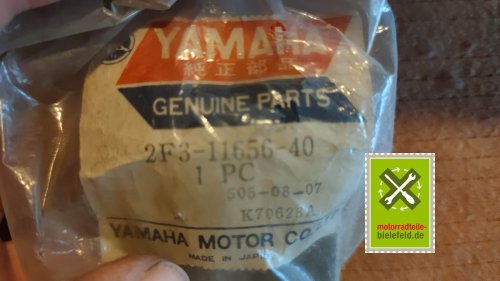 YAMAHA
純正部品
GENUINE PARTS
2F3-11656-40
1 PC
505-08-07
K70628A
YAMAHA MOTOR CO.
MADE IN JAPAN
motorradteile-
bielefeld.de